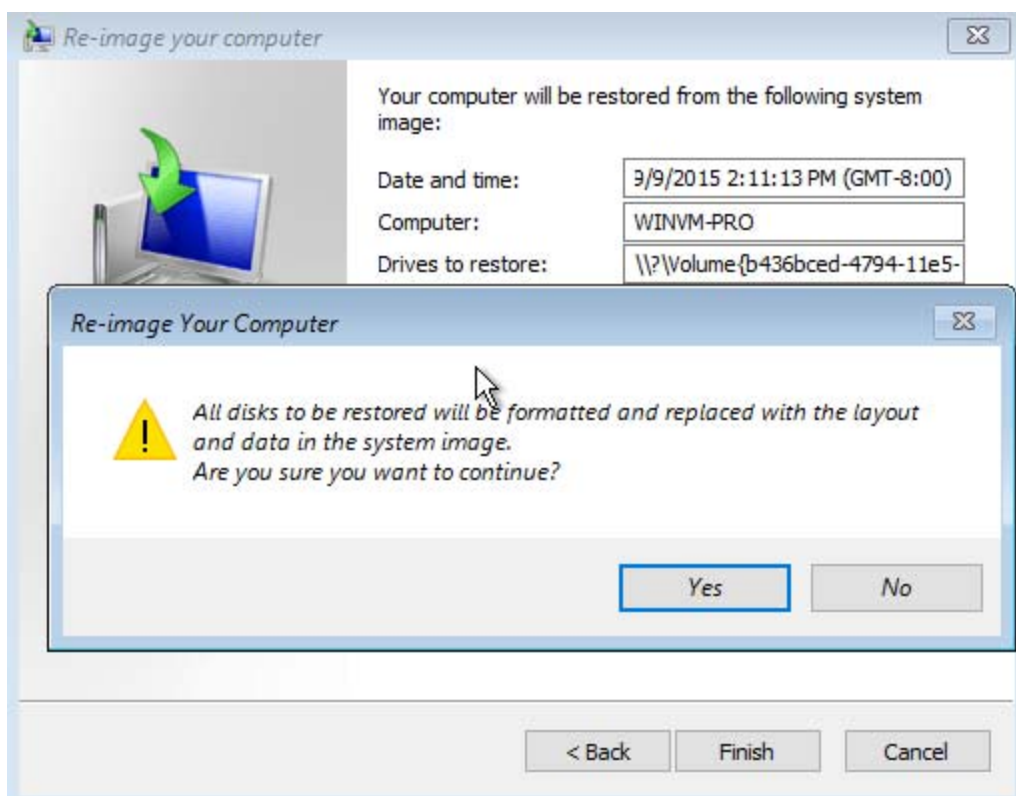 Re-image your computer
Your computer will be restored from the following system
image:
Date and time: 9/9/2015 2:11:13 PM (GMT-8:00)
Computer: WINVM-PRO
Drives to restore: \\?\Volume{b436bced-4794-11e5-
Re-image Your Computer
All disks to be restored will be formatted and replaced with the layout
and data in the system image.
Are you sure you want to continue?
Yes No
< Back Finish Cancel